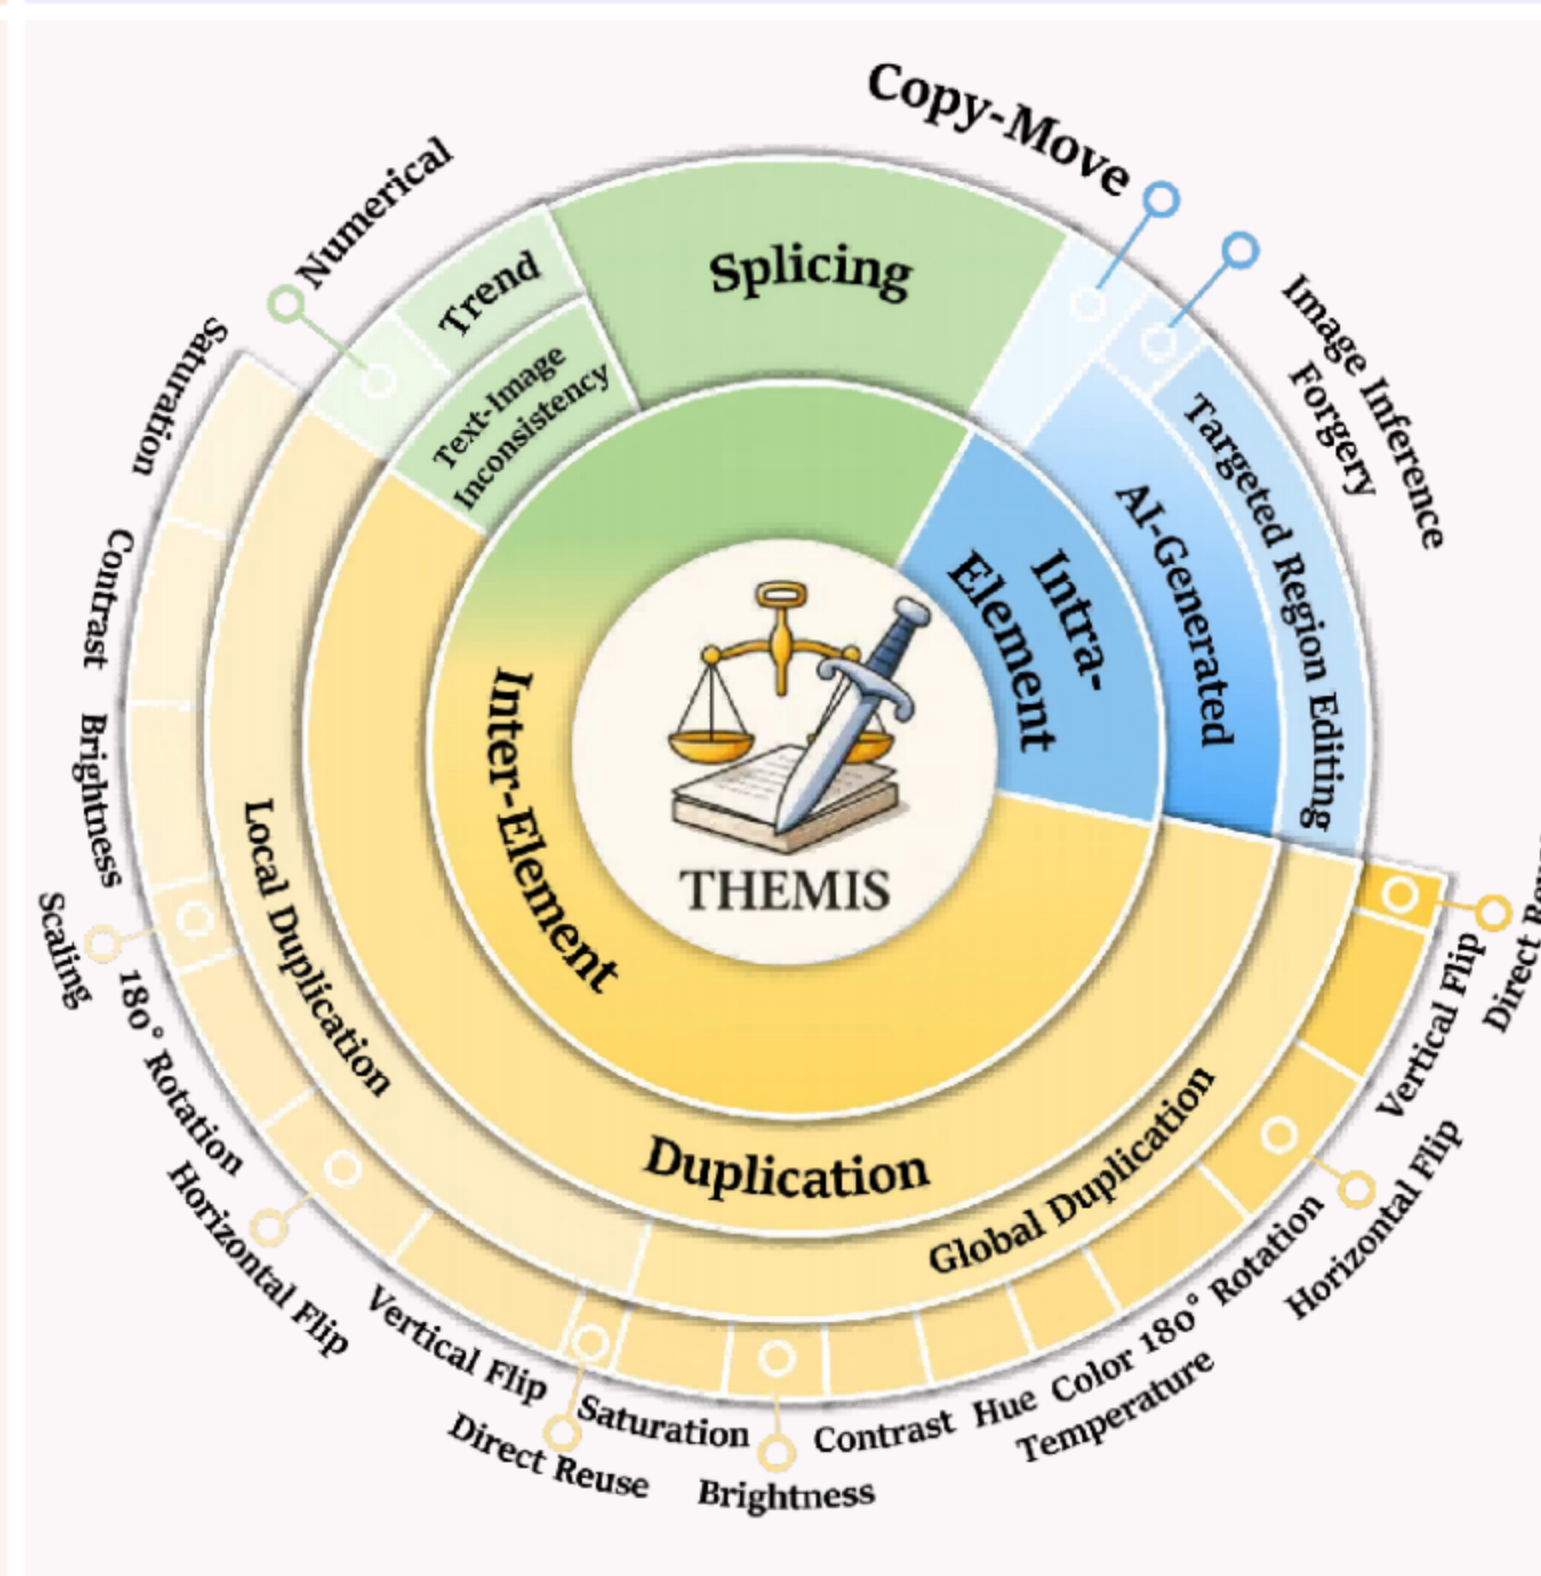 Copy-Move
Numerical
Trend
Splicing
Text-Image
Inconsistency
Image Inference
Forgery
Targeted Region Editing
AI-Generated
Intra-
Element
Inter-Element
THEMIS
Saturation
Contrast
Brightness
Scaling
180° Rotation
Horizontal Flip
Vertical Flip
Direct Reuse
Local Duplication
Duplication
Global Duplication
Saturation
Brightness
Contrast
Hue
Color
Temperature
180° Rotation
Horizontal Flip
Vertical Flip
Direct